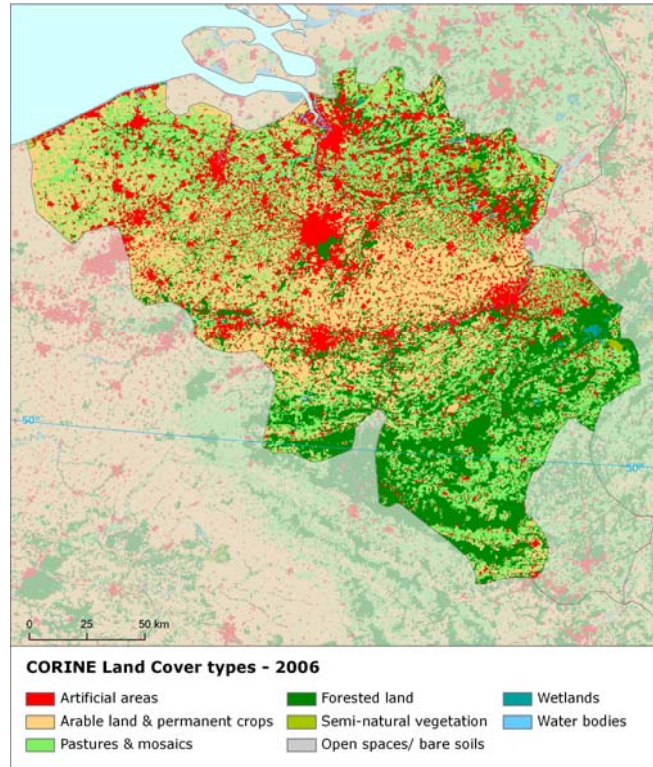 50°
50°
0 25 50 km
CORINE Land Cover types - 2006
Artificial areas
Arable land & permanent crops
Pastures & mosaics
Forested land
Semi-natural vegetation
Open spaces/ bare soils
Wetlands
Water bodies